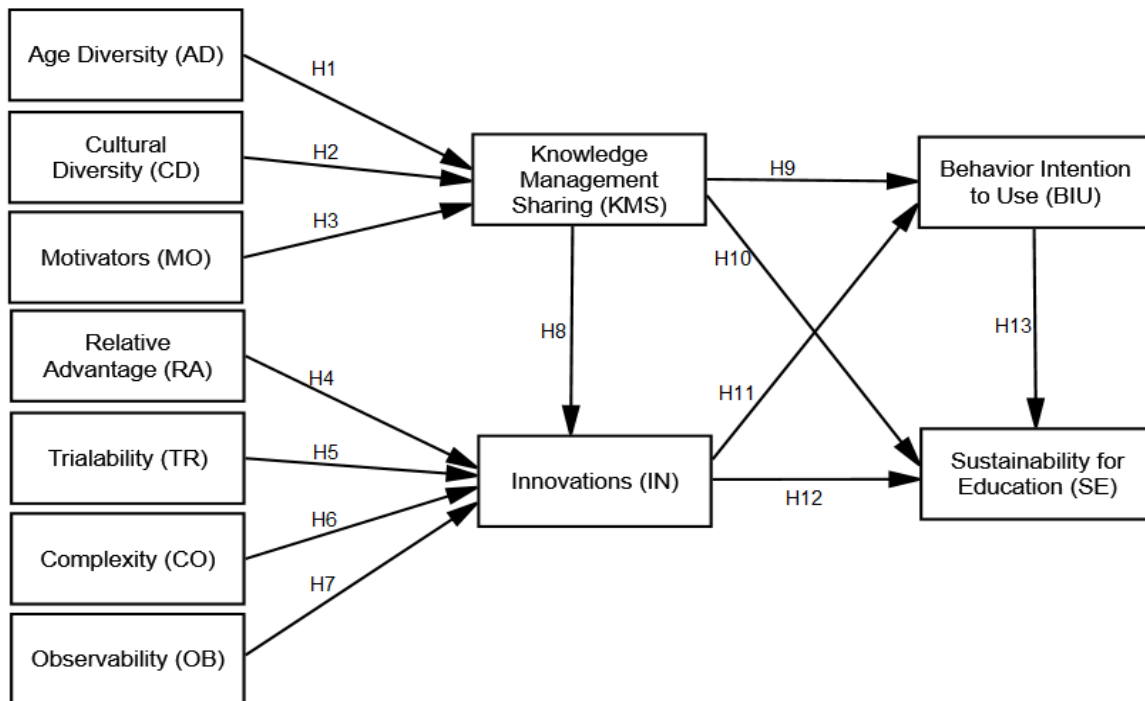 Age Diversity (AD)
H1
Cultural
Diversity (CD)
H2
Motivators (MO)
H3
Relative
Advantage (RA)
H4
Trialability (TR)
H5
Complexity (CO)
H6
Observability (OB)
H7
Knowledge
Management
Sharing (KMS)
H8
Innovations (IN)
H9
H10
H11
H12
Behavior Intention
to Use (BIU)
H13
Sustainability for
Education (SE)